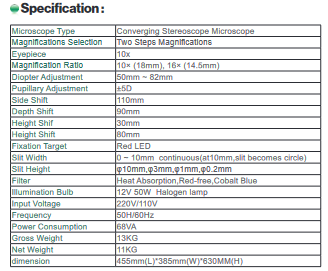 Specification:
Microscope Type Converging Stereoscope Microscope
Magnifications Selection Two Steps Magnifications
Eyepiece 10x
Magnification Ratio 10× (18mm), 16× (14.5mm)
Diopter Adjustment 50mm ~ 82mm
Pupillary Adjustment ±5D
Side Shift 110mm
Depth Shift 90mm
Height Shif 30mm
Height Shift 80mm
Fixation Target Red LED
Slit Width 0 ~ 10mm continuous(at10mm,slit becomes circle)
Slit Height φ10mm,φ3mm,φ1mm,φ0.2mm
Filter Heat Absorption,Red-free,Cobalt Blue
Illumination Bulb 12V 50W Halogen lamp
Input Voltage 220V/110V
Frequency 50H/60Hz
Power Consumption 68VA
Gross Weight 13KG
Net Weight 11KG
dimension 455mm(L)*385mm(W)*630MM(H)